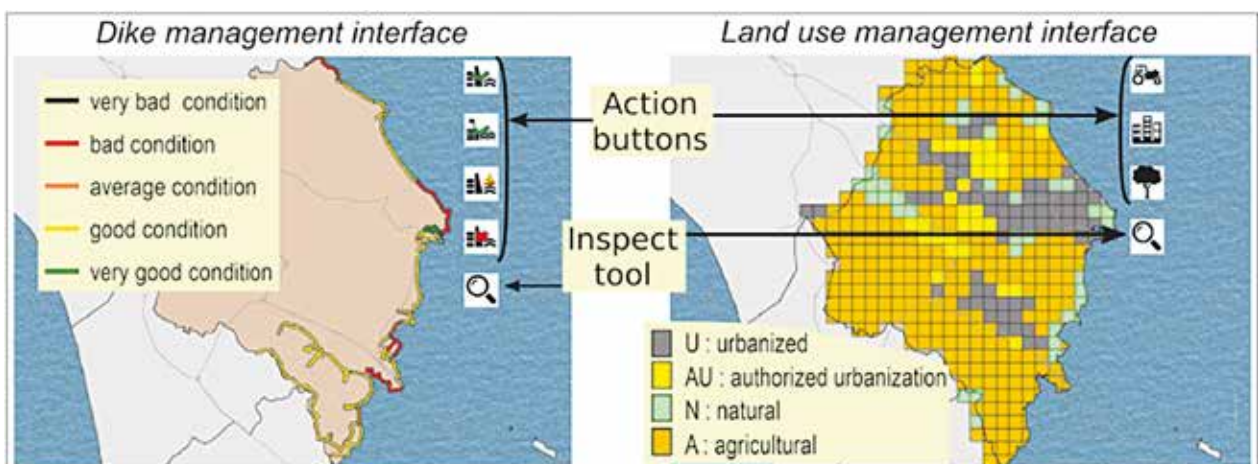 Dike management interface
Land use management interface
very bad condition
bad condition
average condition
good condition
very good condition
Action
buttons
Inspect
tool
U : urbanized
AU : authorized urbanization
N : natural
A : agricultural